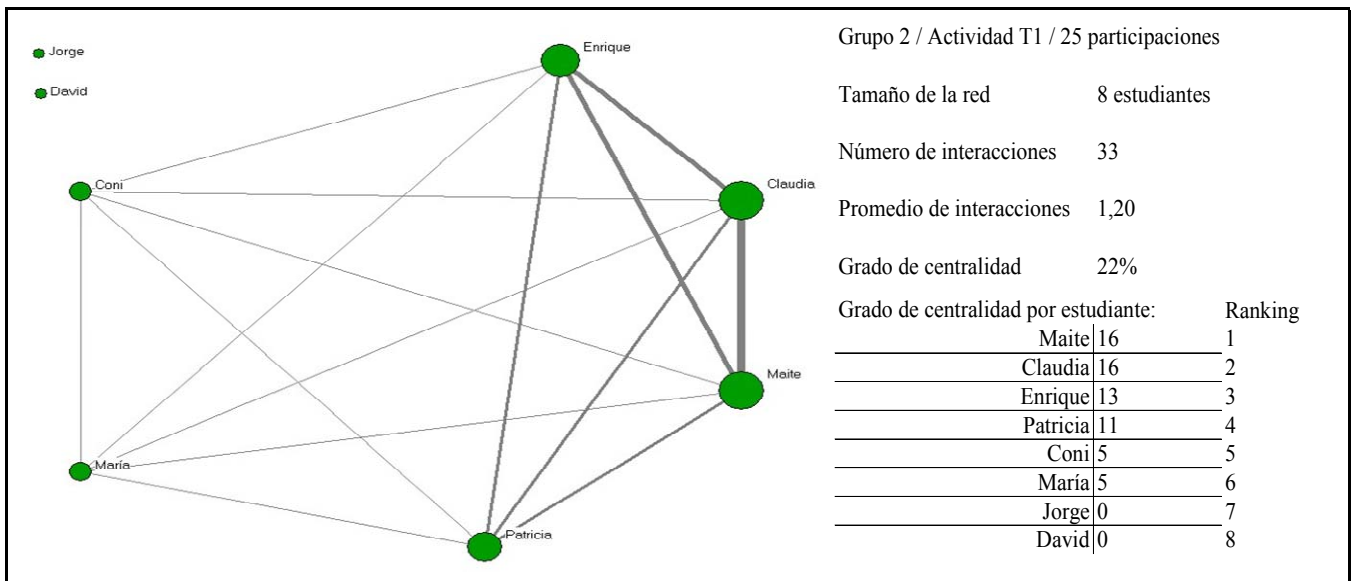 Jorge
David
Enrique
Coni
Claudia
Maite
María
Patricia
Grupo 2 / Actividad T1 / 25 participaciones
Tamaño de la red 8 estudiantes
Número de interacciones 33
Promedio de interacciones 1,20
Grado de centralidad 22%
Grado de centralidad por estudiante: Ranking
Maite 16 1
Claudia 16 2
Enrique 13 3
Patricia 11 4
Coni 5 5
María 5 6
Jorge 0 7
David 0 8